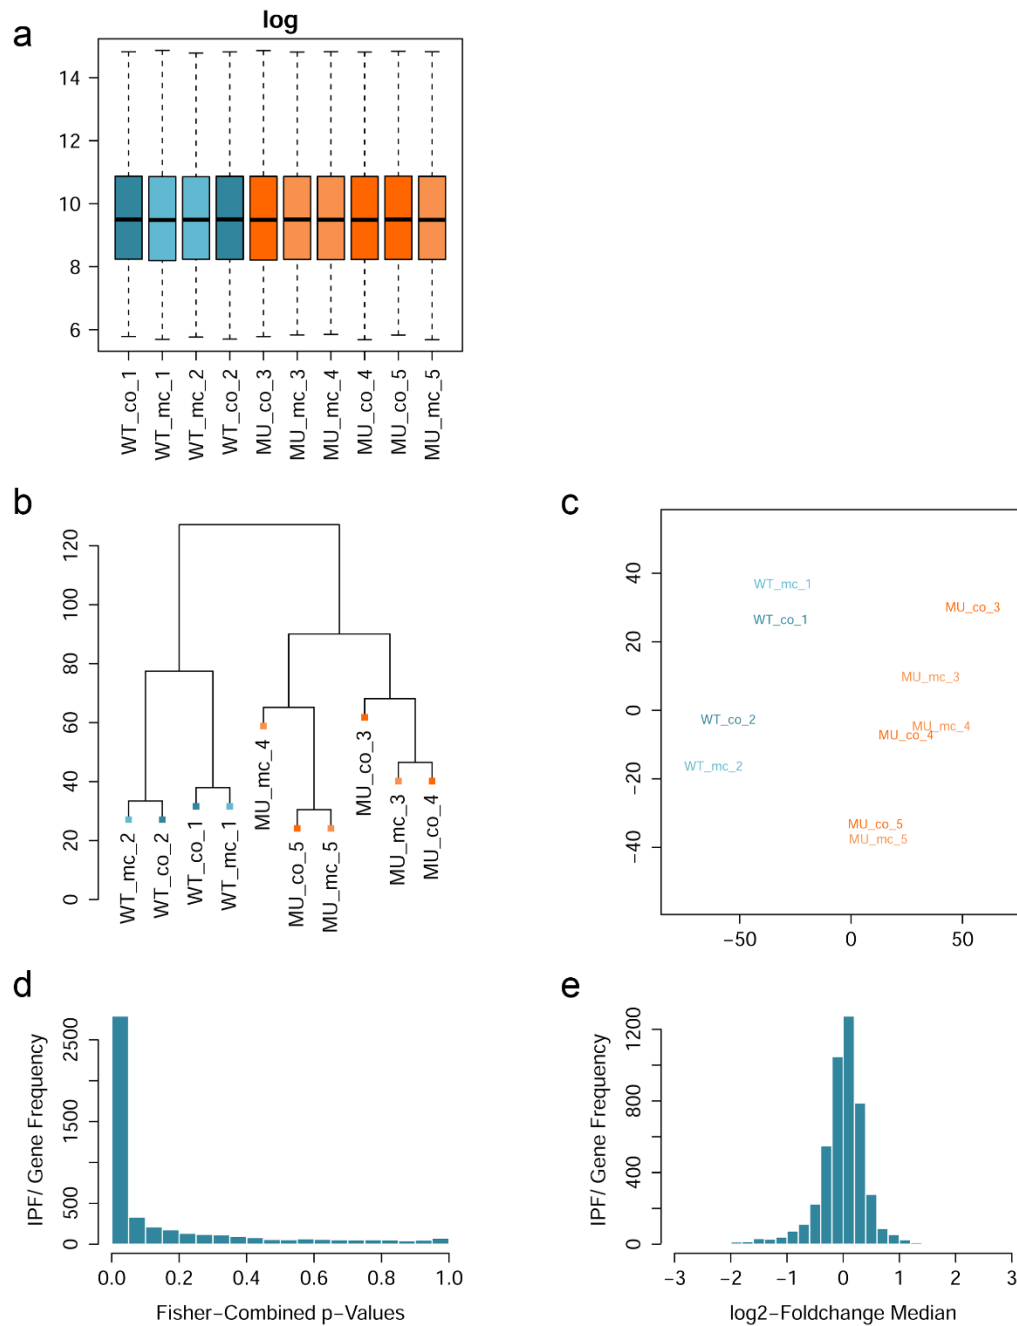 a
log
14
12
10
8
6
WT_co_1
WT_mc_1
WT_mc_2
WT_co_2
MU_co_3
MU_mc_3
MU_mc_4
MU_co_4
MU_co_5
MU_mc_5
b
120
100
80
60
40
20
0
WT_mc_2
WT_co_2
WT_co_1
WT_mc_1
MU_mc_4
MU_co_5
MU_mc_5
MU_co_3
MU_mc_3
MU_co_4
c
40
20
0
−20
−40
WT_mc_1
WT_co_1
MU_co_3
MU_mc_3
WT_co_2
MU_mc_4
MU_co_4
WT_mc_2
MU_co_5
MU_mc_5
−50 0 50
d
IPF/ Gene Frequency
2500
1500
500
0
0.0 0.2 0.4 0.6 0.8 1.0
Fisher−Combined p−Values
e
IPF/ Gene Frequency
1200
800
400
0
−3 −2 −1 0 1 2 3
log2−Foldchange Median